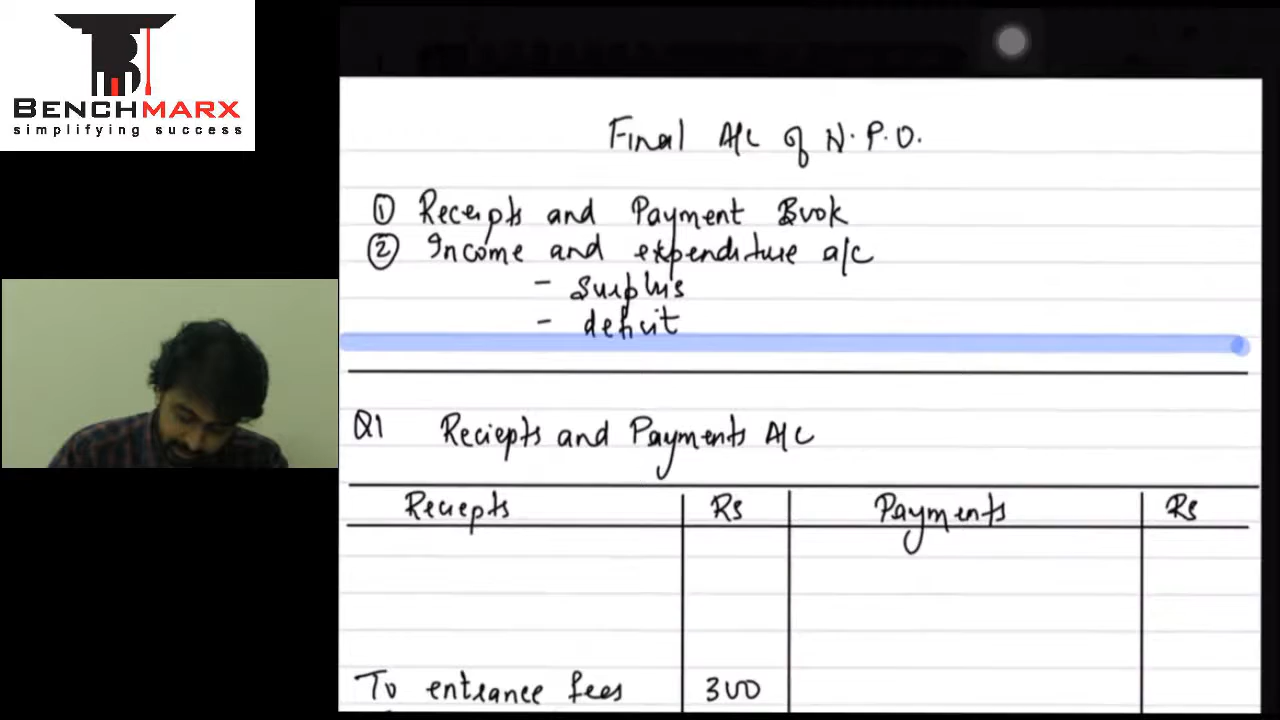 BENCHMARX
simplifying success
Final A/C of N.P.O.
① Receipts and Payment Book
② Income and expenditure a/c
- Surplus
- deficit
Q1 Reciepts and Payments A/C
Reciepts Rs Payments Rs
To entrance fees 300